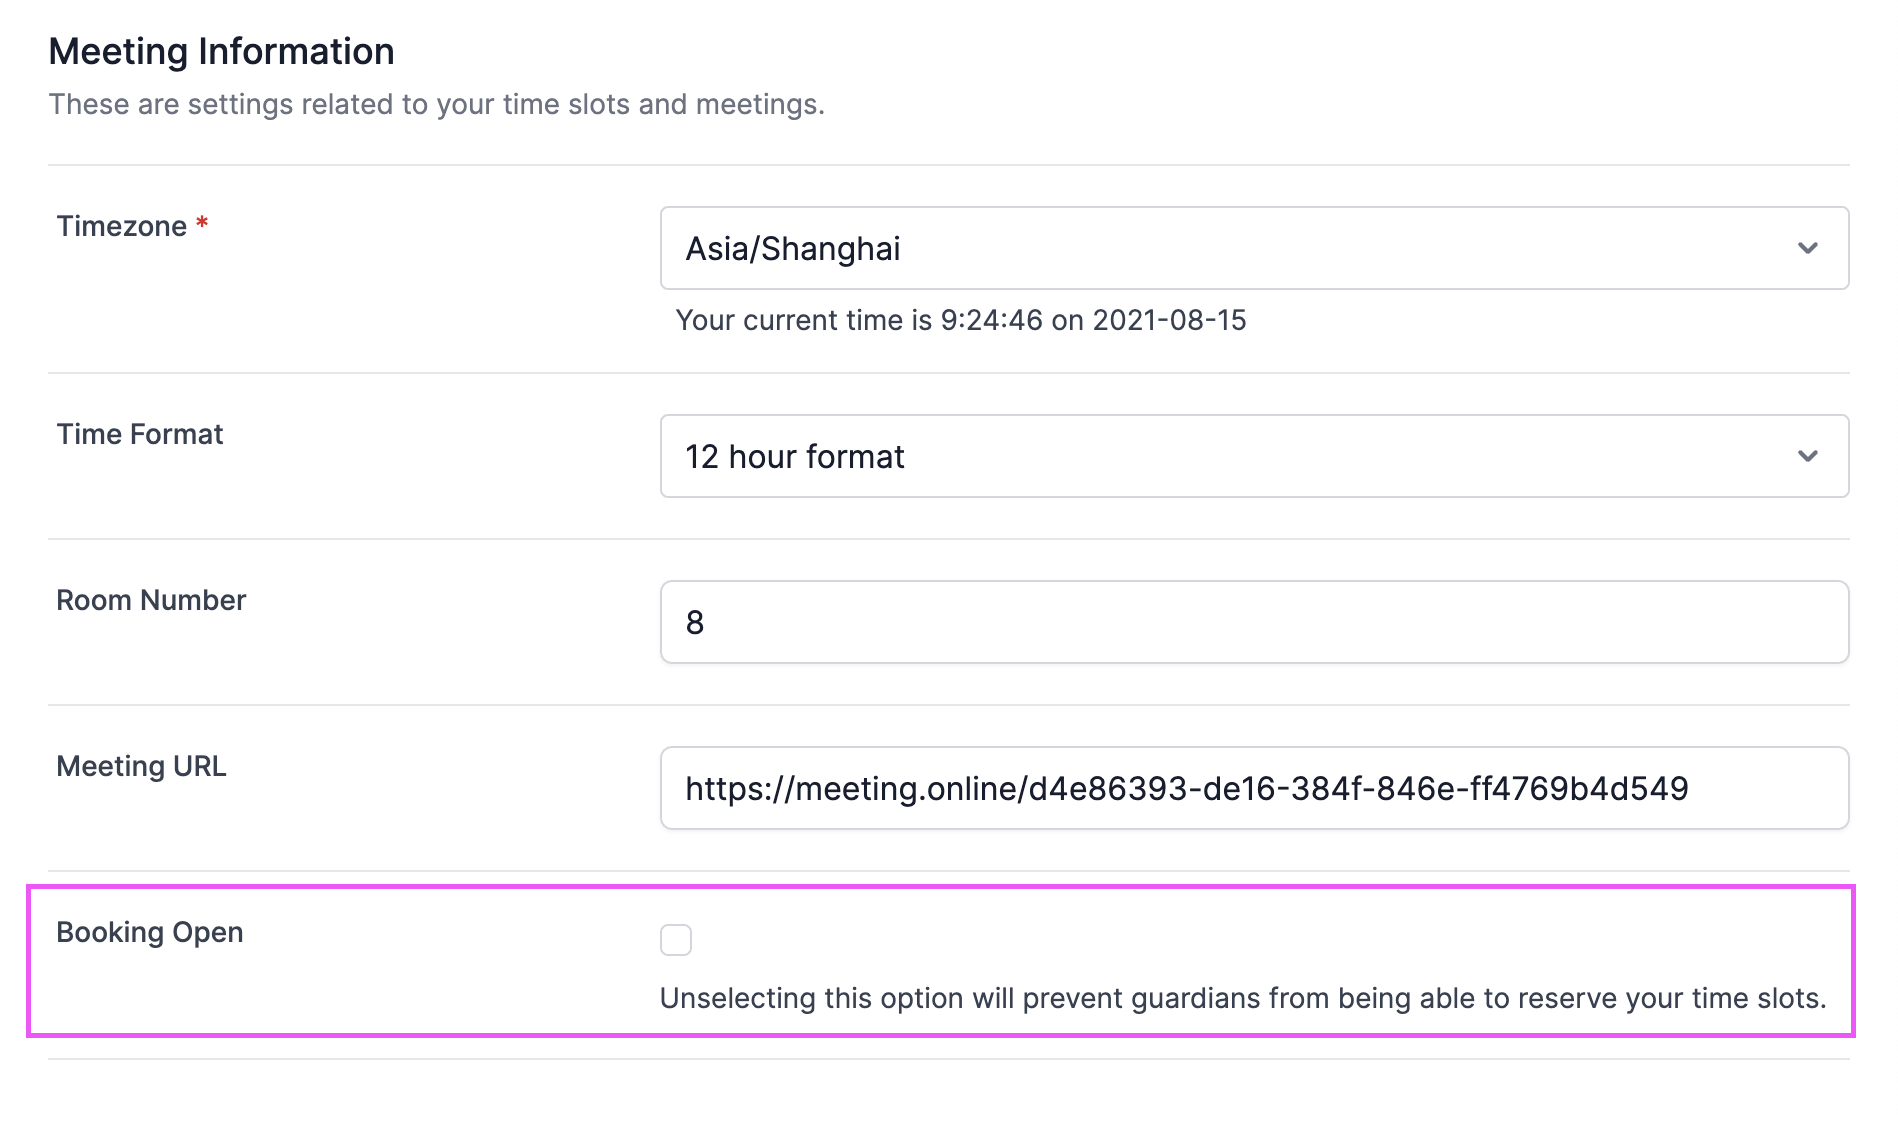 Meeting Information
These are settings related to your time slots and meetings.
Timezone *
Asia/Shanghai
Your current time is 9:24:46 on 2021-08-15
Time Format
12 hour format
Room Number
8
Meeting URL
https://meeting.online/d4e86393-de16-384f-846e-ff4769b4d549
Booking Open
Unselecting this option will prevent guardians from being able to reserve your time slots.